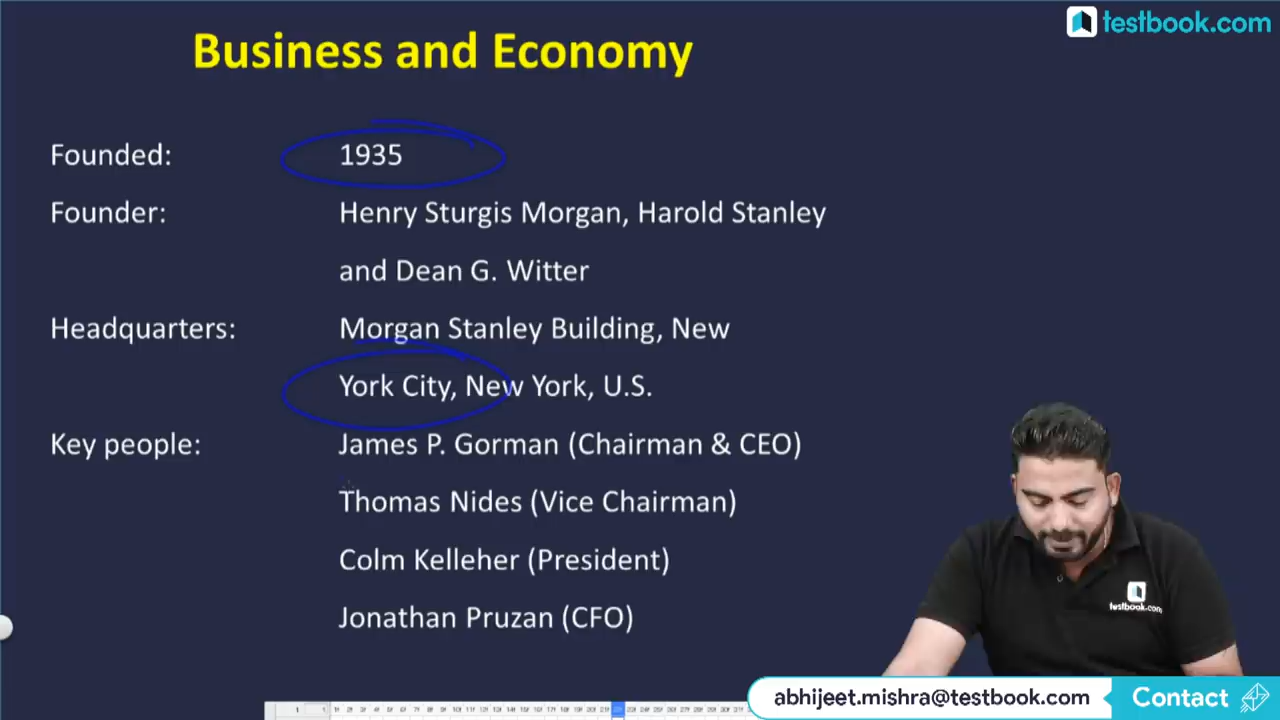 testbook.com
Business and Economy
Founded: 1935
Founder: Henry Sturgis Morgan, Harold Stanley
and Dean G. Witter
Headquarters: Morgan Stanley Building, New
York City, New York, U.S.
Key people: James P. Gorman (Chairman & CEO)
Thomas Nides (Vice Chairman)
Colm Kelleher (President)
Jonathan Pruzan (CFO)
testbook.com
abhijeet.mishra@testbook.com Contact